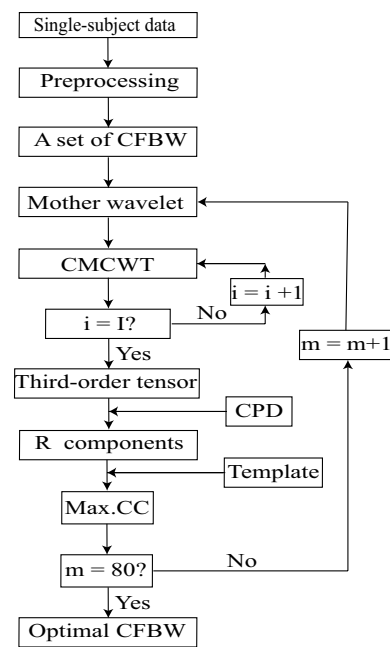 Single-subject data
Preprocessing
A set of CFBW
Mother wavelet
CMCWT
i = i +1
i = I?
No
Yes
m = m+1
Third-order tensor
CPD
R components
Template
Max.CC
m = 80?
No
Yes
Optimal CFBW